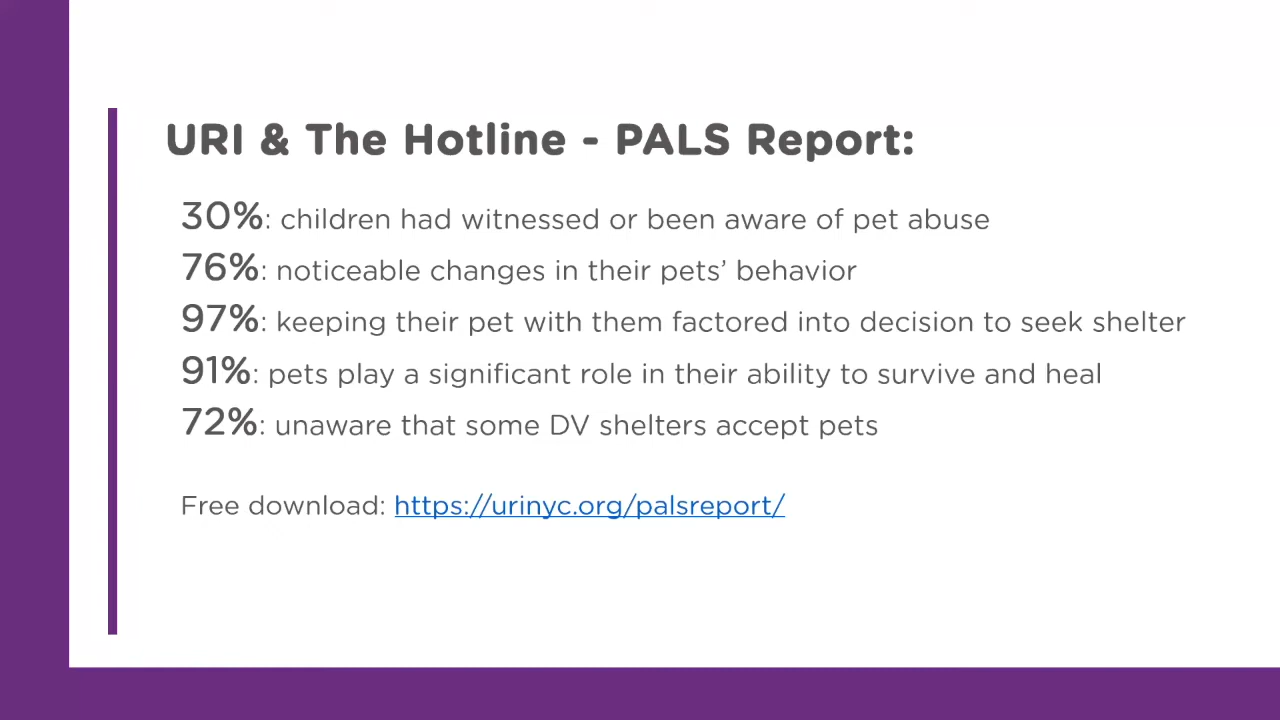 URI & The Hotline - PALS Report:
30%: children had witnessed or been aware of pet abuse
76%: noticeable changes in their pets’ behavior
97%: keeping their pet with them factored into decision to seek shelter
91%: pets play a significant role in their ability to survive and heal
72%: unaware that some DV shelters accept pets
Free download: https://urinyc.org/palsreport/